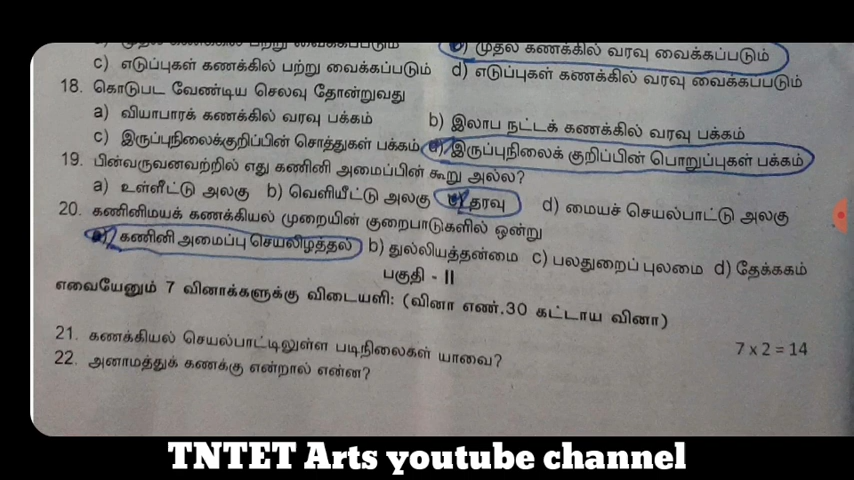 முதல் கணக்கில் வரவு வைக்கப்படும்
c) எடுப்புகள் கணக்கில் பற்று வைக்கப்படும் d) எடுப்புகள் கணக்கில் வரவு வைக்கப்படும்
18. கொடுபட வேண்டிய செலவு தோன்றுவது
a) வியாபாரக் கணக்கில் வரவு பக்கம் b) இலாப நட்டக் கணக்கில் வரவு பக்கம்
c) இருப்புநிலைக்குறிப்பின் சொத்துகள் பக்கம் d) இருப்புநிலைக் குறிப்பின் பொறுப்புகள் பக்கம்
19. பின்வருவனவற்றில் எது கணினி அமைப்பின் கூறு அல்ல?
a) உள்ளீட்டு அலகு b) வெளியீட்டு அலகு c) தரவு d) மையச் செயல்பாட்டு அலகு
20. கணினிமயக் கணக்கியல் முறையின் குறைபாடுகளில் ஒன்று
a) கணினி அமைப்பு செயலிழத்தல் b) துல்லியத்தன்மை c) பலதுறைப் புலமை d) தேக்ககம்
பகுதி - II
எவையேனும் 7 வினாக்களுக்கு விடையளி: (வினா எண்.30 கட்டாய வினா)
7 x 2 = 14
21. கணக்கியல் செயல்பாட்டிலுள்ள படிநிலைகள் யாவை?
22. அனாமத்துக் கணக்கு என்றால் என்ன?
TNTET Arts youtube channel